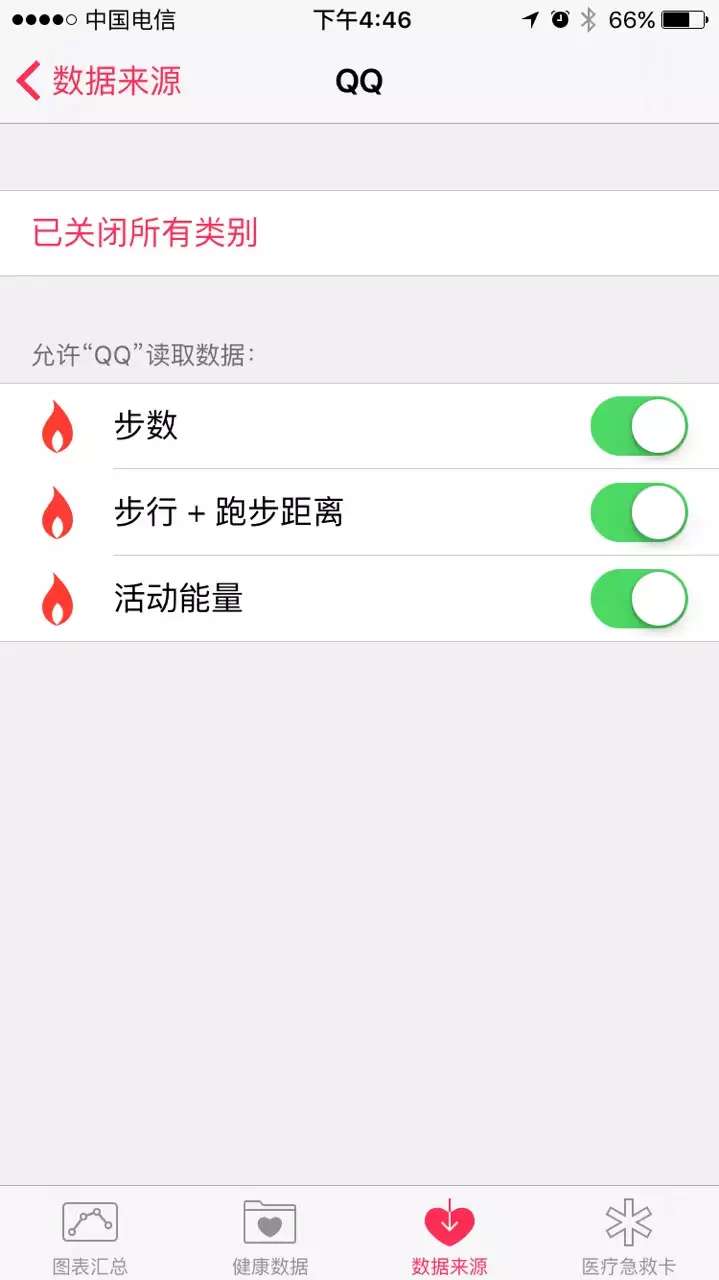 中国电信 下午4:46 66%
数据来源 QQ
已关闭所有类别
允许“QQ”读取数据：
步数
步行 + 跑步距离
活动能量
图表汇总 健康数据 数据来源 医疗急救卡